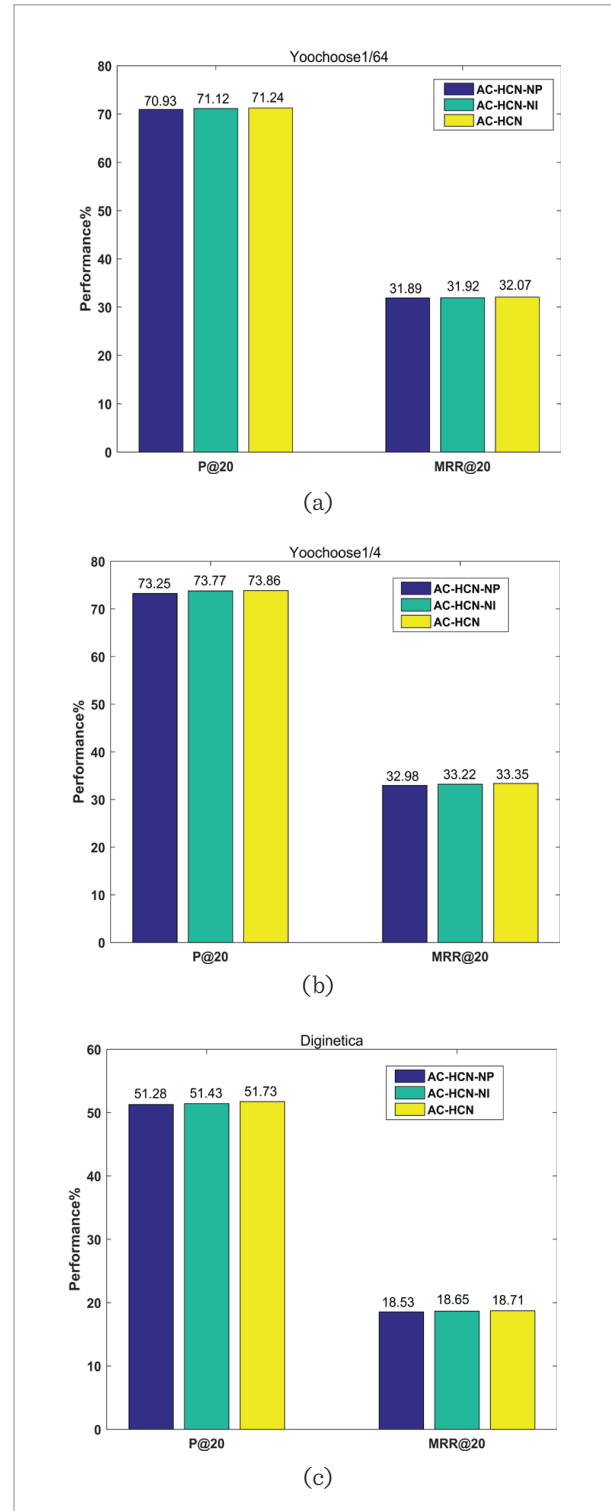 Yoochoose1/64
80
70
60
50
40
30
20
10
0
Performance%
70.93 71.12 71.24
31.89 31.92 32.07
AC-HCN-NP
AC-HCN-NI
AC-HCN
P@20 MRR@20
(a)
Yoochoose1/4
80
70
60
50
40
30
20
10
0
Performance%
73.25 73.77 73.86
32.98 33.22 33.35
AC-HCN-NP
AC-HCN-NI
AC-HCN
P@20 MRR@20
(b)
Diginetica
60
50
40
30
20
10
0
Performance%
51.28 51.43 51.73
18.53 18.65 18.71
AC-HCN-NP
AC-HCN-NI
AC-HCN
P@20 MRR@20
(c)